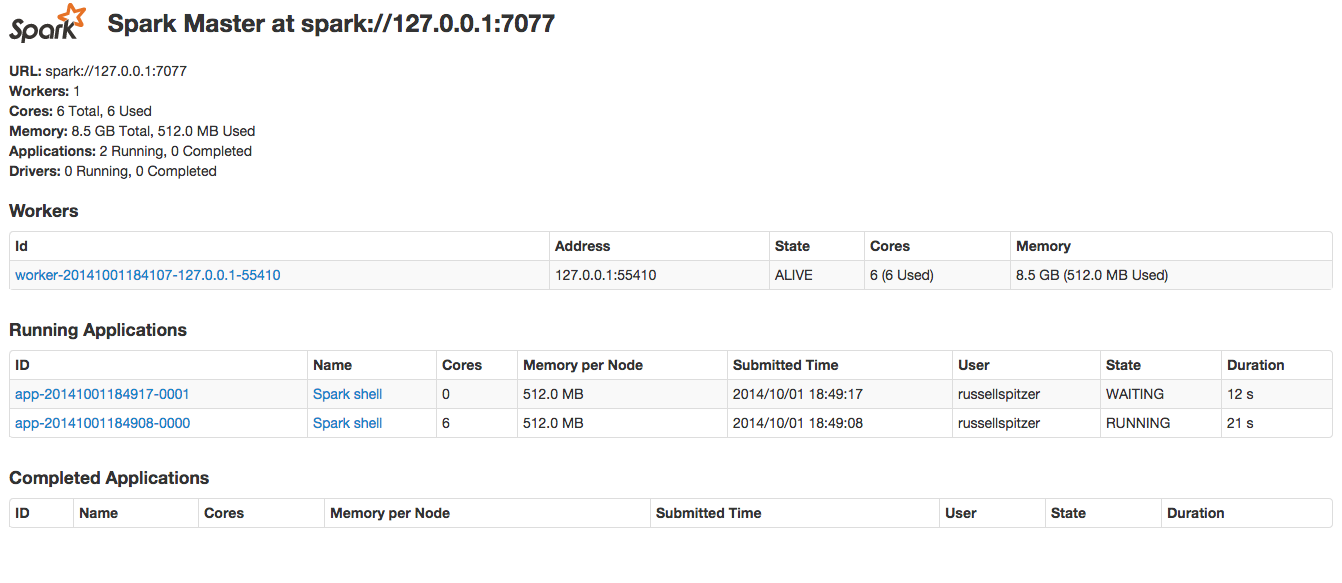 Spark Spark Master at spark://127.0.0.1:7077
URL: spark://127.0.0.1:7077
Workers: 1
Cores: 6 Total, 6 Used
Memory: 8.5 GB Total, 512.0 MB Used
Applications: 2 Running, 0 Completed
Drivers: 0 Running, 0 Completed
Workers
Id Address State Cores Memory
worker-20141001184107-127.0.0.1-55410 127.0.0.1:55410 ALIVE 6 (6 Used) 8.5 GB (512.0 MB Used)
Running Applications
ID Name Cores Memory per Node Submitted Time User State Duration
app-20141001184917-0001 Spark shell 0 512.0 MB 2014/10/01 18:49:17 russellspitzer WAITING 12 s
app-20141001184908-0000 Spark shell 6 512.0 MB 2014/10/01 18:49:08 russellspitzer RUNNING 21 s
Completed Applications
ID Name Cores Memory per Node Submitted Time User State Duration